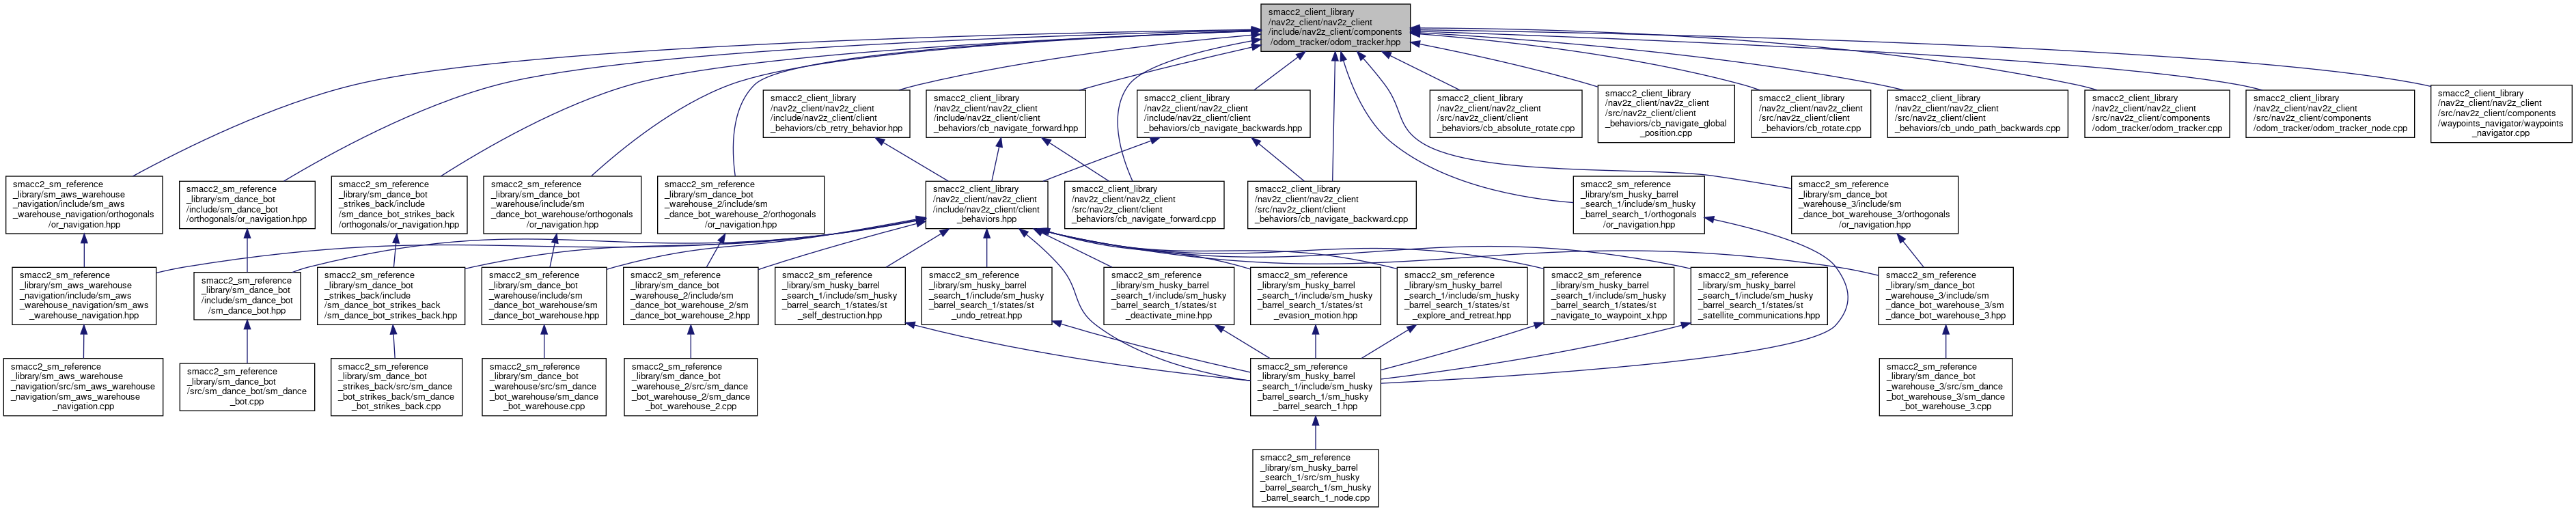 smacc2_client_library
/nav2z_client/nav2z_client
/include/nav2z_client/components
/odom_tracker/odom_tracker.hpp
smacc2_client_library
/nav2z_client/nav2z_client
/include/nav2z_client/client
_behaviors/cb_retry_behavior.hpp
smacc2_client_library
/nav2z_client/nav2z_client
/include/nav2z_client/client
_behaviors/cb_navigate_forward.hpp
smacc2_client_library
/nav2z_client/nav2z_client
/include/nav2z_client/client
_behaviors/cb_navigate_backwards.hpp
smacc2_client_library
/nav2z_client/nav2z_client
/src/nav2z_client/client
_behaviors/cb_absolute_rotate.cpp
smacc2_client_library
/nav2z_client/nav2z_client
/src/nav2z_client/client
_behaviors/cb_navigate_global
_position.cpp
smacc2_client_library
/nav2z_client/nav2z_client
/src/nav2z_client/client
_behaviors/cb_rotate.cpp
smacc2_client_library
/nav2z_client/nav2z_client
/src/nav2z_client/client
_behaviors/cb_undo_path_backwards.cpp
smacc2_client_library
/nav2z_client/nav2z_client
/src/nav2z_client/components
/odom_tracker/odom_tracker.cpp
smacc2_client_library
/nav2z_client/nav2z_client
/src/nav2z_client/components
/odom_tracker/odom_tracker_node.cpp
smacc2_client_library
/nav2z_client/nav2z_client
/src/nav2z_client/components
/waypoints_navigator/waypoints
_navigator.cpp
smacc2_sm_reference
_library/sm_aws_warehouse
_navigation/include/sm_aws
_warehouse_navigation/orthogonals
/or_navigation.hpp
smacc2_sm_reference
_library/sm_dance_bot
/include/sm_dance_bot
/orthogonals/or_navigation.hpp
smacc2_sm_reference
_library/sm_dance_bot
_strikes_back/include
/sm_dance_bot_strikes_back
/orthogonals/or_navigation.hpp
smacc2_sm_reference
_library/sm_dance_bot
_warehouse/include/sm
_dance_bot_warehouse/orthogonals
/or_navigation.hpp
smacc2_sm_reference
_library/sm_dance_bot
_warehouse_2/include/sm
_dance_bot_warehouse_2/orthogonals
/or_navigation.hpp
smacc2_client_library
/nav2z_client/nav2z_client
/include/nav2z_client/client
_behaviors.hpp
smacc2_client_library
/nav2z_client/nav2z_client
/src/nav2z_client/client
_behaviors/cb_navigate_forward.cpp
smacc2_client_library
/nav2z_client/nav2z_client
/src/nav2z_client/client
_behaviors/cb_navigate_backward.cpp
smacc2_sm_reference
_library/sm_husky_barrel
_search_1/include/sm_husky
_barrel_search_1/orthogonals
/or_navigation.hpp
smacc2_sm_reference
_library/sm_dance_bot
_warehouse_3/include/sm
_dance_bot_warehouse_3/orthogonals
/or_navigation.hpp
smacc2_sm_reference
_library/sm_aws_warehouse
_navigation/include/sm_aws
_warehouse_navigation/sm_aws
_warehouse_navigation.hpp
smacc2_sm_reference
_library/sm_dance_bot
/include/sm_dance_bot
/sm_dance_bot.hpp
smacc2_sm_reference
_library/sm_dance_bot
_strikes_back/include
/sm_dance_bot_strikes_back
/sm_dance_bot_strikes_back.hpp
smacc2_sm_reference
_library/sm_dance_bot
_warehouse/include/sm
_dance_bot_warehouse/sm
_dance_bot_warehouse.hpp
smacc2_sm_reference
_library/sm_dance_bot
_warehouse_2/include/sm
_dance_bot_warehouse_2/sm
_dance_bot_warehouse_2.hpp
smacc2_sm_reference
_library/sm_husky_barrel
_search_1/include/sm_husky
_barrel_search_1/states/st
_self_destruction.hpp
smacc2_sm_reference
_library/sm_husky_barrel
_search_1/include/sm_husky
_barrel_search_1/states/st
_undo_retreat.hpp
smacc2_sm_reference
_library/sm_husky_barrel
_search_1/include/sm_husky
_barrel_search_1/states/st
_deactivate_mine.hpp
smacc2_sm_reference
_library/sm_husky_barrel
_search_1/include/sm_husky
_barrel_search_1/states/st
_evasion_motion.hpp
smacc2_sm_reference
_library/sm_husky_barrel
_search_1/include/sm_husky
_barrel_search_1/states/st
_explore_and_retreat.hpp
smacc2_sm_reference
_library/sm_husky_barrel
_search_1/include/sm_husky
_barrel_search_1/states/st
_navigate_to_waypoint_x.hpp
smacc2_sm_reference
_library/sm_husky_barrel
_search_1/include/sm_husky
_barrel_search_1/states/st
_satellite_communications.hpp
smacc2_sm_reference
_library/sm_dance_bot
_warehouse_3/include/sm
_dance_bot_warehouse_3/sm
_dance_bot_warehouse_3.hpp
smacc2_sm_reference
_library/sm_aws_warehouse
_navigation/src/sm_aws_warehouse
_navigation/sm_aws_warehouse
_navigation.cpp
smacc2_sm_reference
_library/sm_dance_bot
/src/sm_dance_bot/sm_dance
_bot.cpp
smacc2_sm_reference
_library/sm_dance_bot
_strikes_back/src/sm_dance
_bot_strikes_back/sm_dance
_bot_strikes_back.cpp
smacc2_sm_reference
_library/sm_dance_bot
_warehouse/src/sm_dance
_bot_warehouse/sm_dance
_bot_warehouse.cpp
smacc2_sm_reference
_library/sm_dance_bot
_warehouse_2/src/sm_dance
_bot_warehouse_2/sm_dance
_bot_warehouse_2.cpp
smacc2_sm_reference
_library/sm_husky_barrel
_search_1/include/sm_husky
_barrel_search_1/sm_husky
_barrel_search_1.hpp
smacc2_sm_reference
_library/sm_dance_bot
_warehouse_3/src/sm_dance
_bot_warehouse_3/sm_dance
_bot_warehouse_3.cpp
smacc2_sm_reference
_library/sm_husky_barrel
_search_1/src/sm_husky
_barrel_search_1/sm_husky
_barrel_search_1_node.cpp